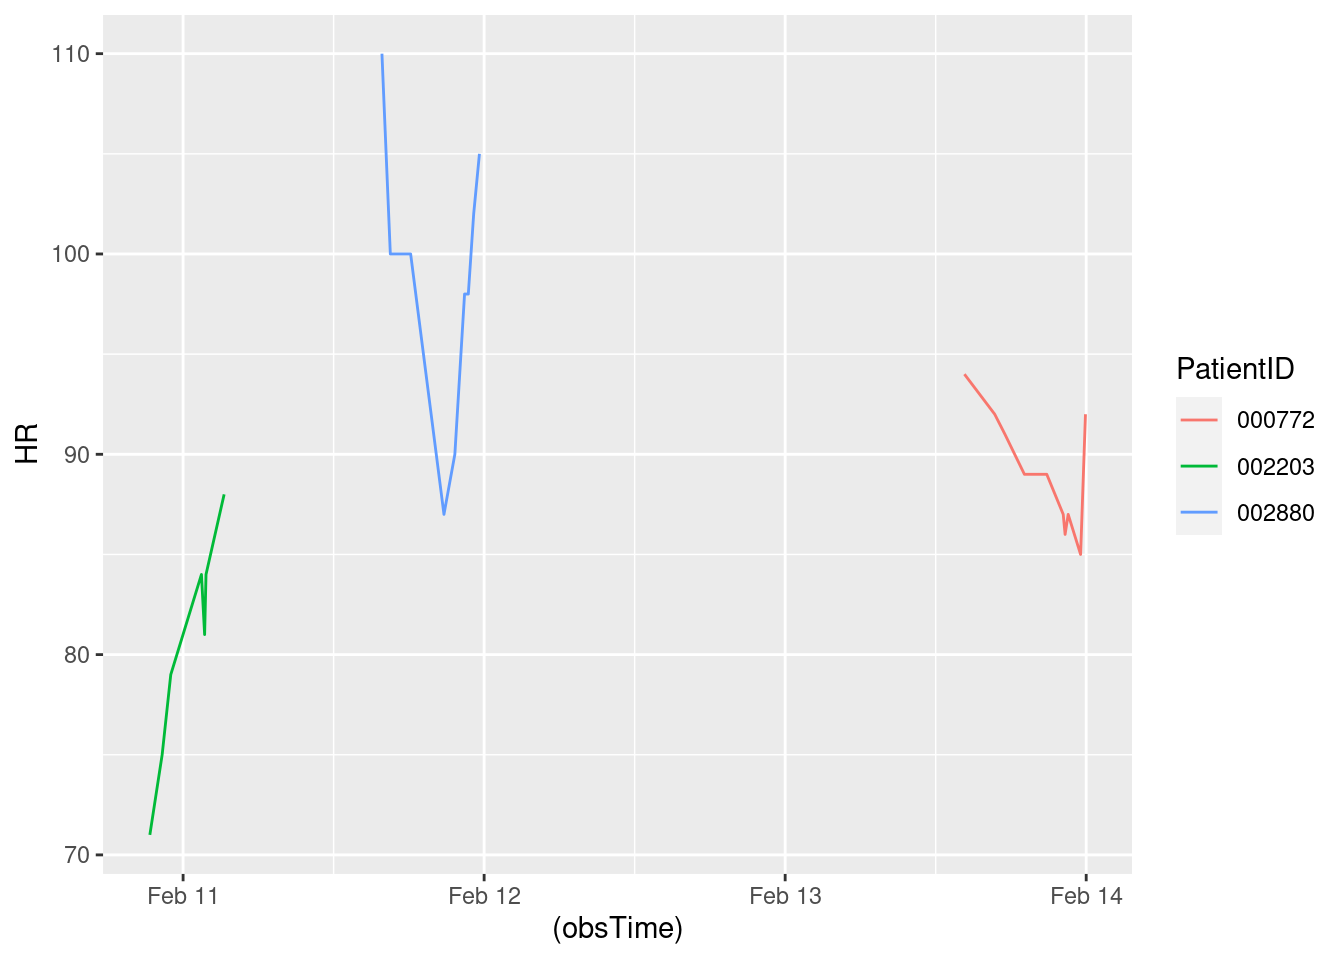 110
100
90
80
70
HR
Feb 11
Feb 12
Feb 13
Feb 14
(obsTime)
PatientID
000772
002203
002880